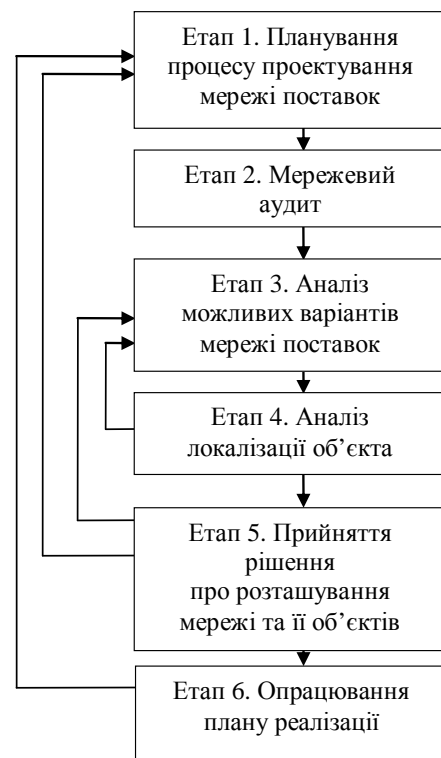 Етап 1. Планування
процесу проектування
мережі поставок
Етап 2. Мережевий
аудит
Етап 3. Аналіз
можливих варіантів
мережі поставок
Етап 4. Аналіз
локалізації об’єкта
Етап 5. Прийняття
рішення
про розташування
мережі та її об’єктів
Етап 6. Опрацювання
плану реалізації